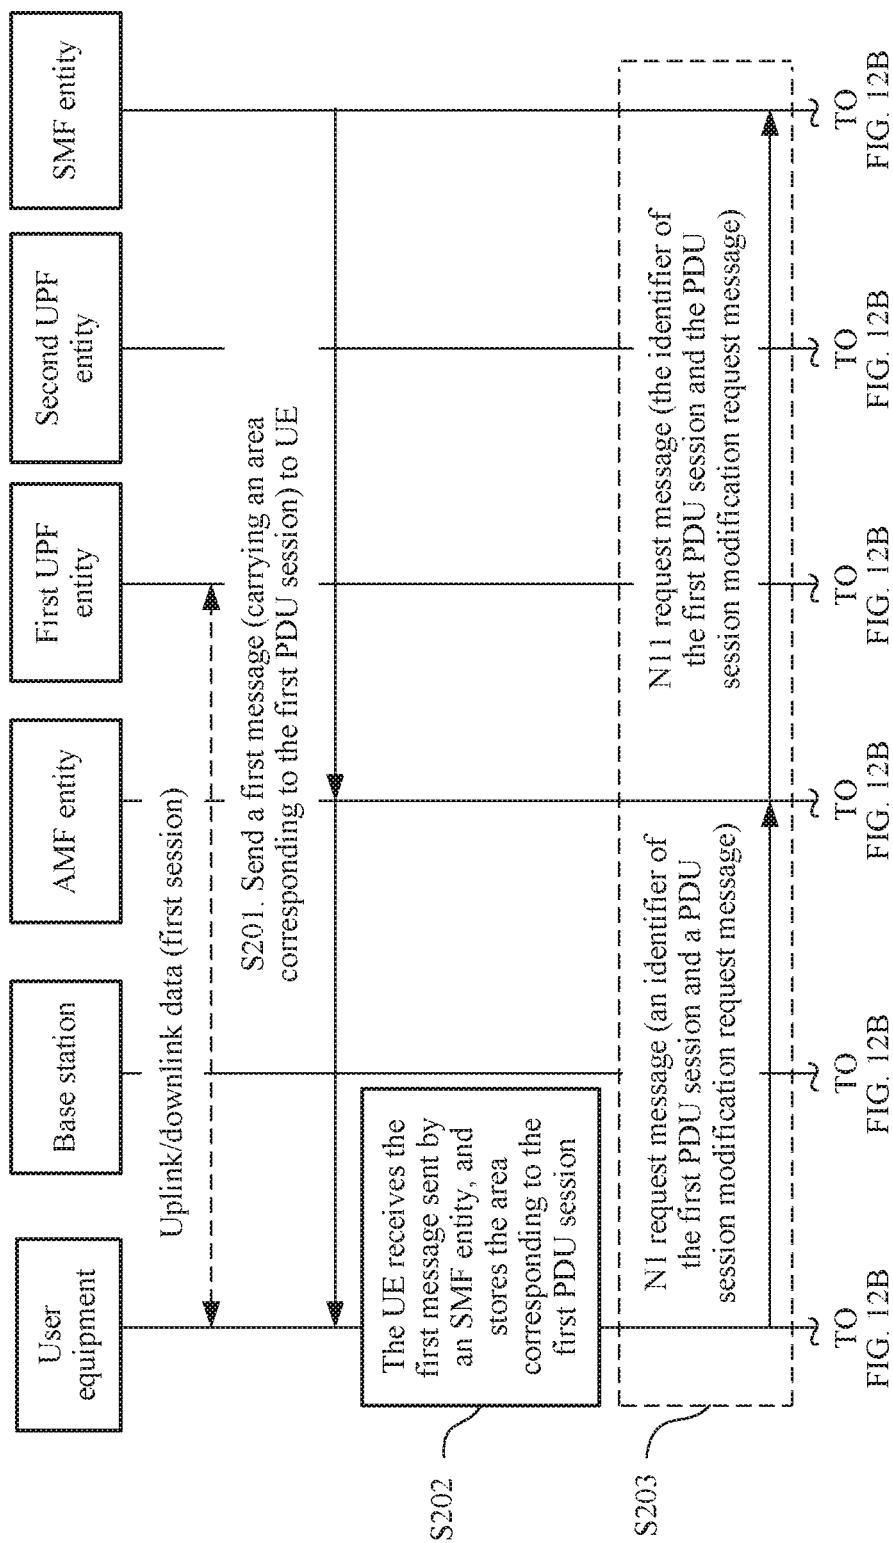 User
equipment
Base station
AMF entity
First UPF
entity
Second UPF
entity
SMF entity
Uplink/downlink data (first session)
S201. Send a first message (carrying an area
corresponding to the first PDU session) to UE
S202
The UE receives the
first message sent by
an SMF entity, and
stores the area
corresponding to the
first PDU session
S203
N1 request message (an identifier of
the first PDU session and a PDU
session modification request message)
N11 request message (the identifier of
the first PDU session and the PDU
session modification request message)
TO
FIG. 12B
TO
FIG. 12B
TO
FIG. 12B
TO
FIG. 12B
TO
FIG. 12B
TO
FIG. 12B